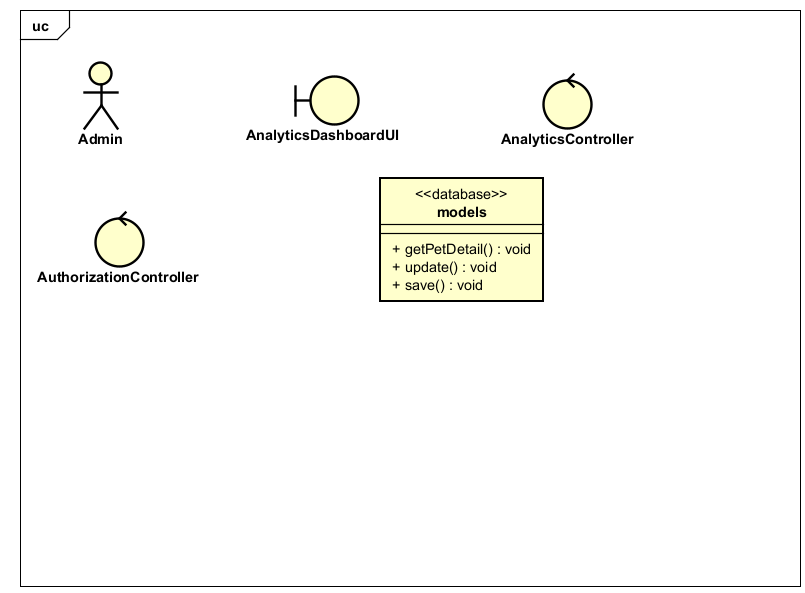 uc
Admin
AnalyticsDashboardUI
AnalyticsController
AuthorizationController
<<database>>
models
+ getPetDetail() : void
+ update() : void
+ save() : void